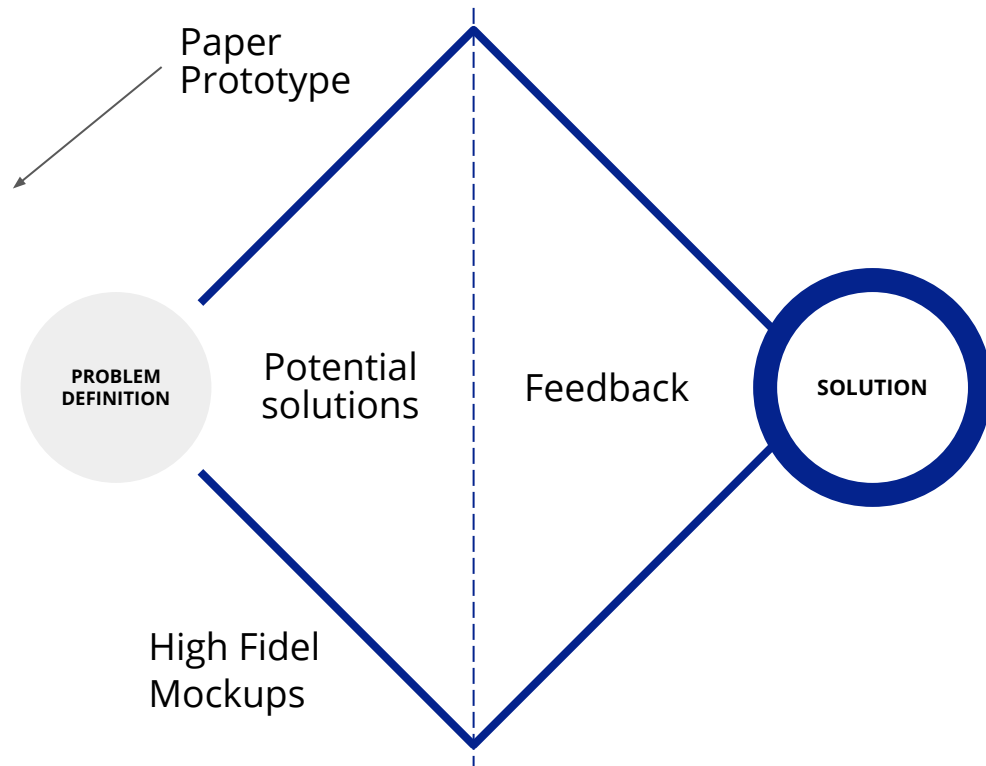 Paper
Prototype
PROBLEM
DEFINITION
Potential
solutions
Feedback
SOLUTION
High Fidel
Mockups